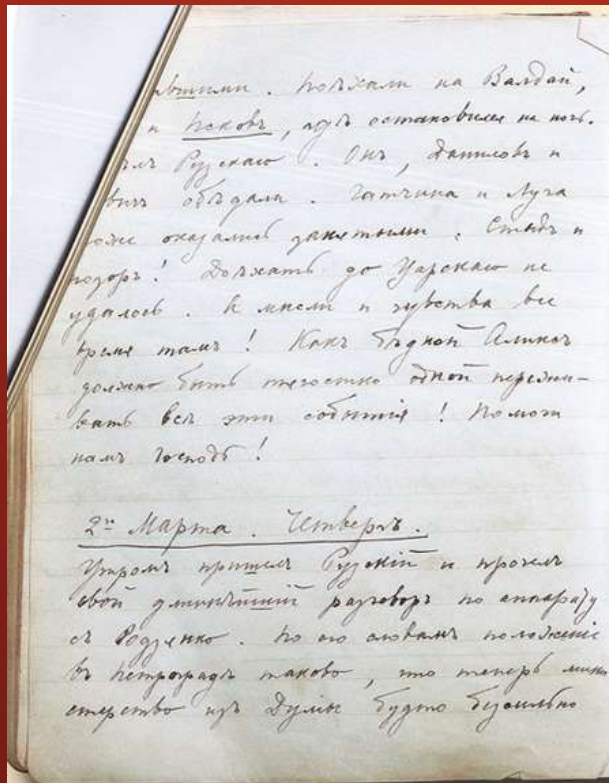 авшими. Поѣхали на Валдай,
и Псковъ, гдѣ остановился на ночь.
Рузскаго. Онъ, Даниловъ и
обѣдали. Гатчина и Луга
тоже оказались занятыми. Стыдъ и
позоръ! Доѣхать до Царскаго не
удалось. А мысли и чувства все
время тамъ! Какъ бѣдной Аликсъ
должно быть тягостно одной пережи-
вать всѣ эти событія! Помоги
намъ Господь!
2го Марта. Четвергъ.
Утромъ пришелъ Рузскій и прочелъ
свой длиннѣйшій разговоръ по аппарату
съ Родзянко. По его словамъ положеніе
въ Петроградѣ таково, что теперь мини
стерство изъ Думы будто безсильно